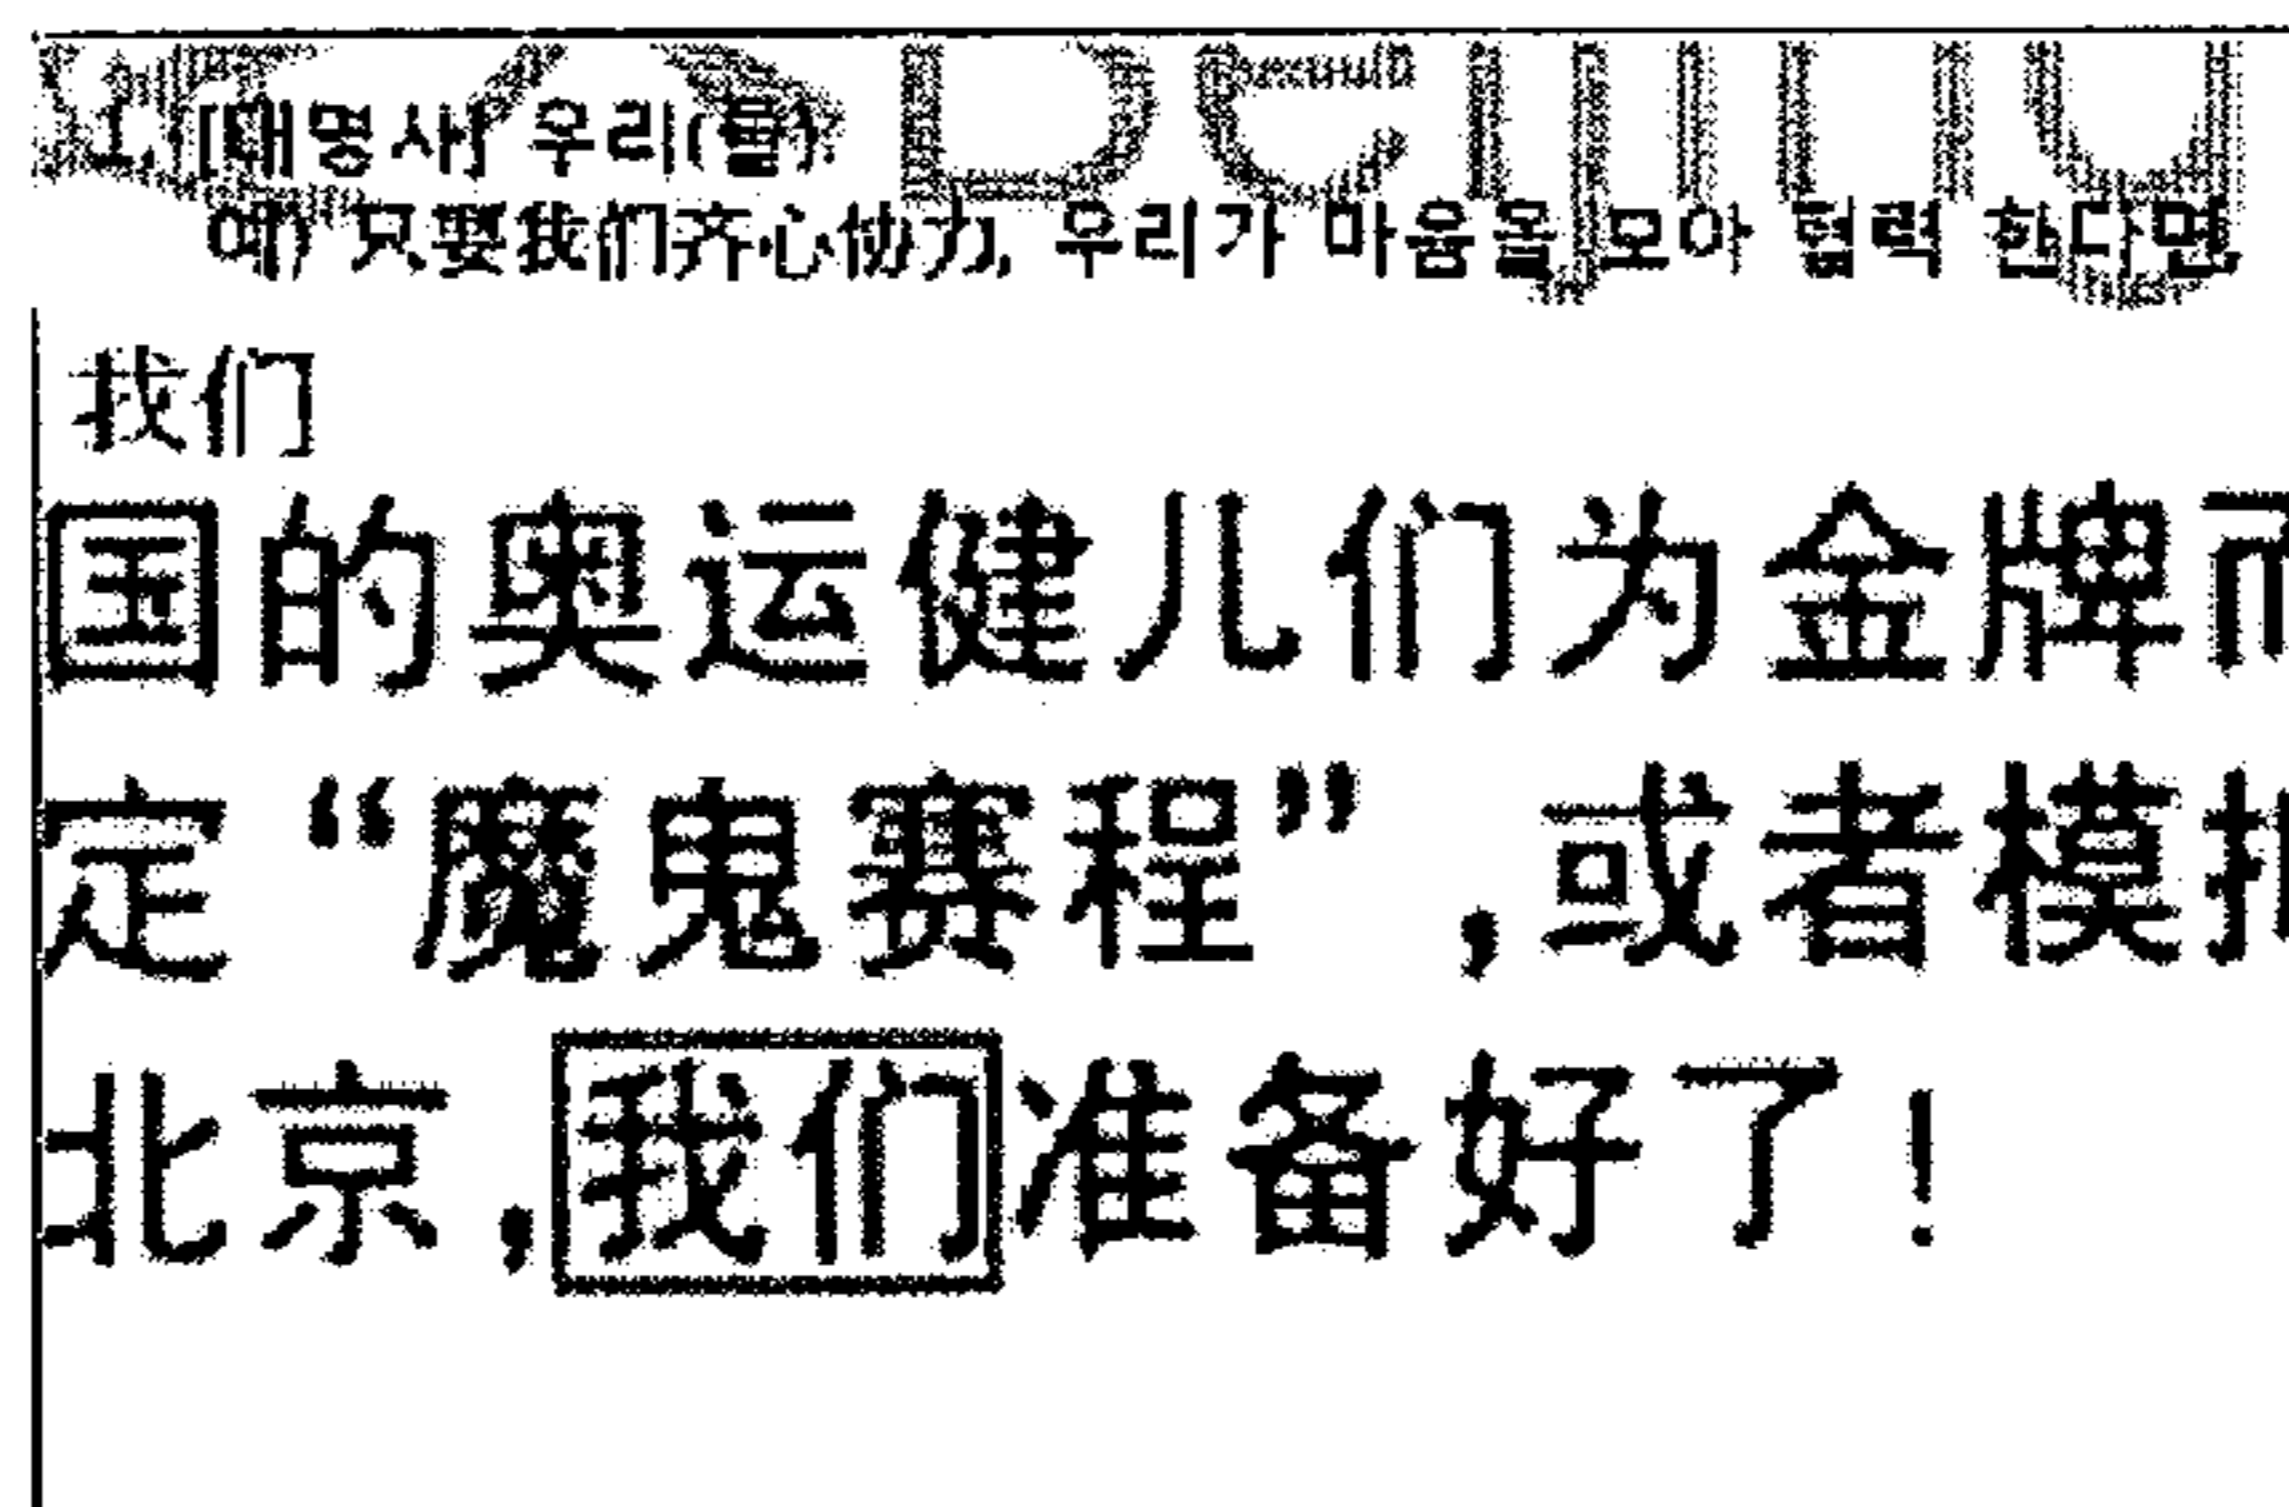 1. [대명사] 우리(들).
예) 只要我们齐心协力, 우리가 마음을 모아 협력 한다면
我们
国的奥运健儿们为金牌而
定“魔鬼赛程”,或者模
北京,我们准备好了!